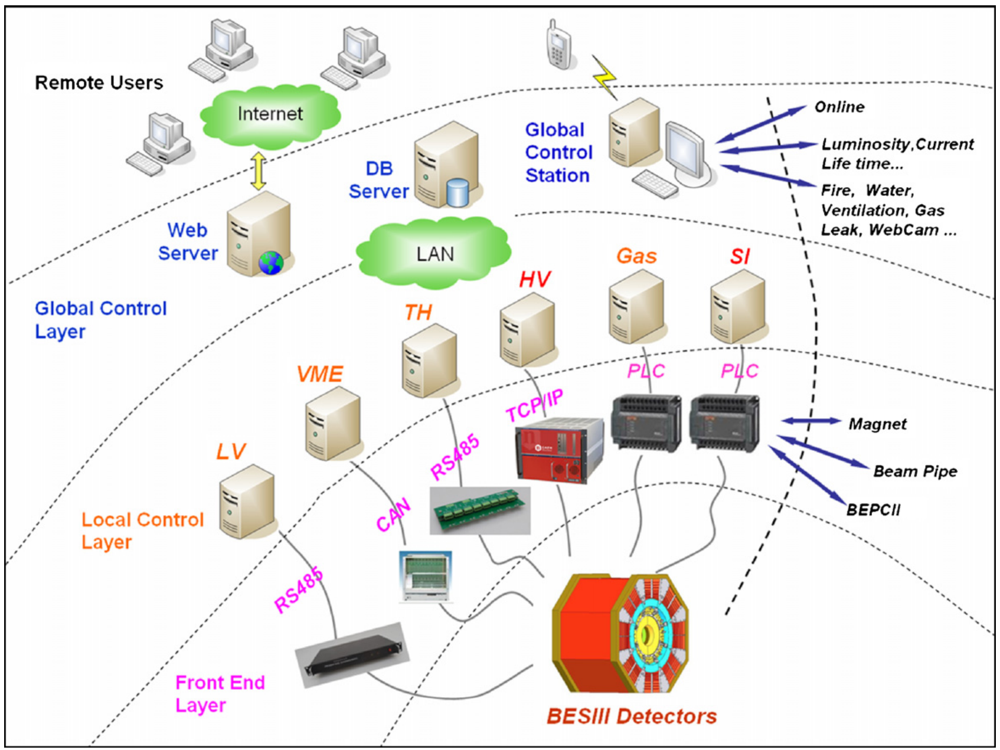 Remote Users
Internet
Global
Control
Station
Online
Luminosity,Current
Life time...
Fire, Water,
Ventilation, Gas
Leak, WebCam ...
DB
Server
Web
Server
LAN
Global Control
Layer
Gas
SI
HV
TH
VME
LV
PLC
PLC
TCP/IP
RS485
CAN
RS485
Magnet
Beam Pipe
BEPCII
Local Control
Layer
Front End
Layer
BESIII Detectors